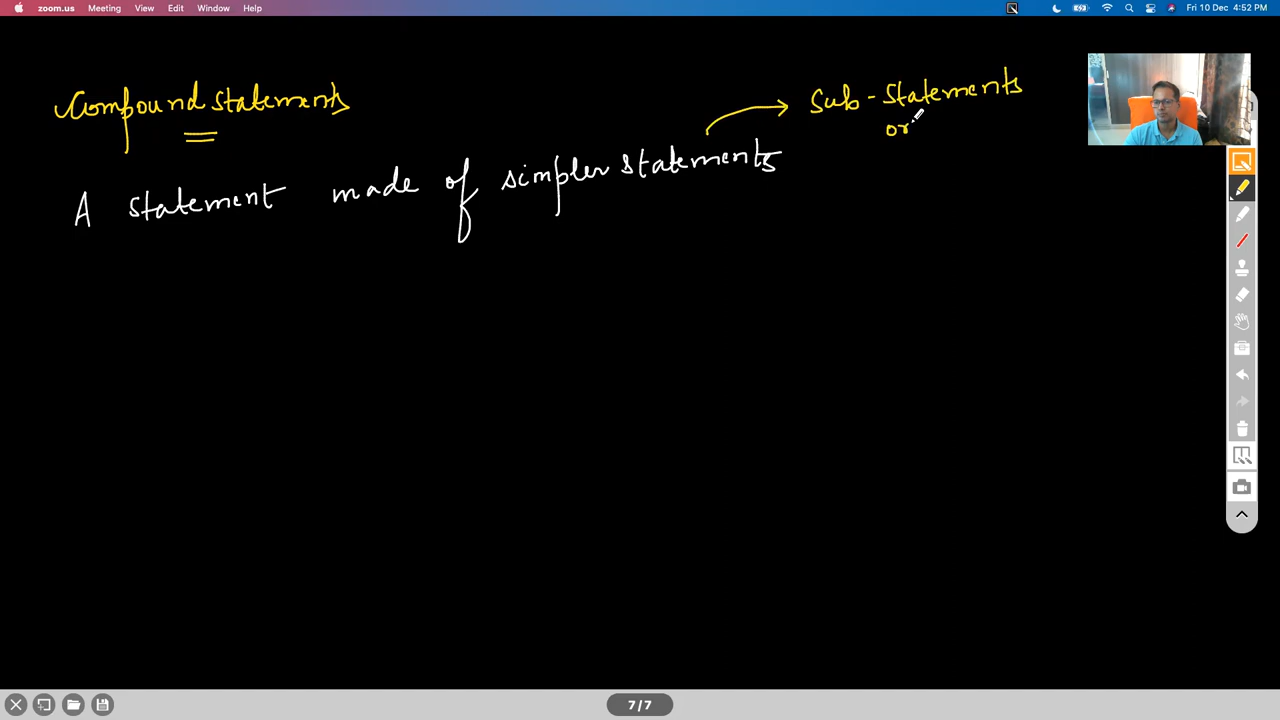 zoom.us Meeting View Edit Window Help Fri 10 Dec 4:52 PM
Compound statements
Sub-Statements
or
A statement made of simpler statements
7/7